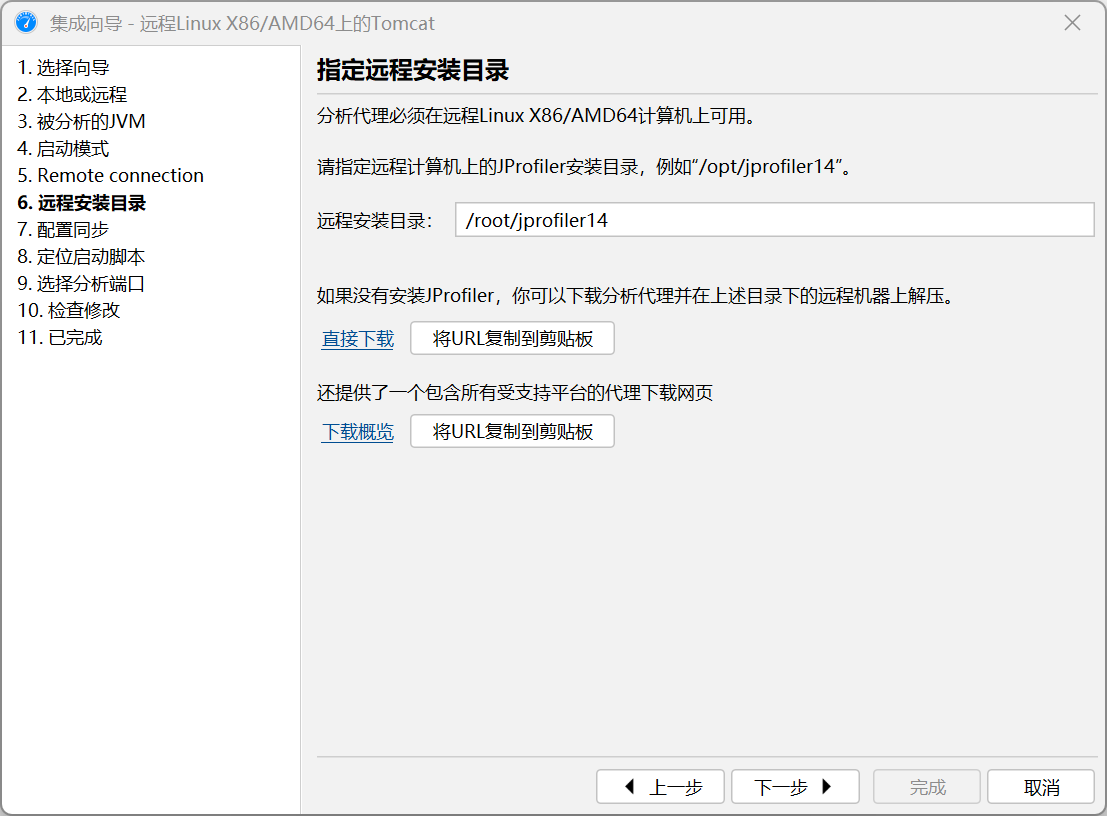 集成向导 - 远程Linux X86/AMD64上的Tomcat
1. 选择向导
2. 本地或远程
3. 被分析的JVM
4. 启动模式
5. Remote connection
6. 远程安装目录
7. 配置同步
8. 定位启动脚本
9. 选择分析端口
10. 检查修改
11. 已完成
指定远程安装目录
分析代理必须在远程Linux X86/AMD64计算机上可用。
请指定远程计算机上的JProfiler安装目录，例如“/opt/jprofiler14”。
远程安装目录： /root/jprofiler14
如果没有安装JProfiler，你可以下载分析代理并在上述目录下的远程机器上解压。
直接下载 将URL复制到剪贴板
还提供了一个包含所有受支持平台的代理下载网页
下载概览 将URL复制到剪贴板
上一步 下一步 完成 取消